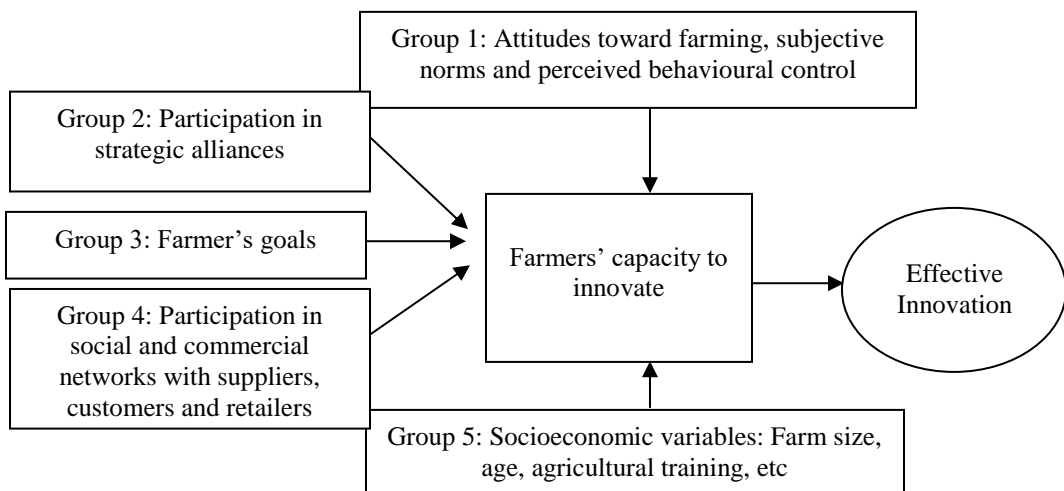 Group 1: Attitudes toward farming, subjective
norms and perceived behavioural control
Group 2: Participation in
strategic alliances
Group 3: Farmer’s goals
Group 4: Participation in
social and commercial
networks with suppliers,
customers and retailers
Farmers’ capacity to
innovate
Effective
Innovation
Group 5: Socioeconomic variables: Farm size,
age, agricultural training, etc